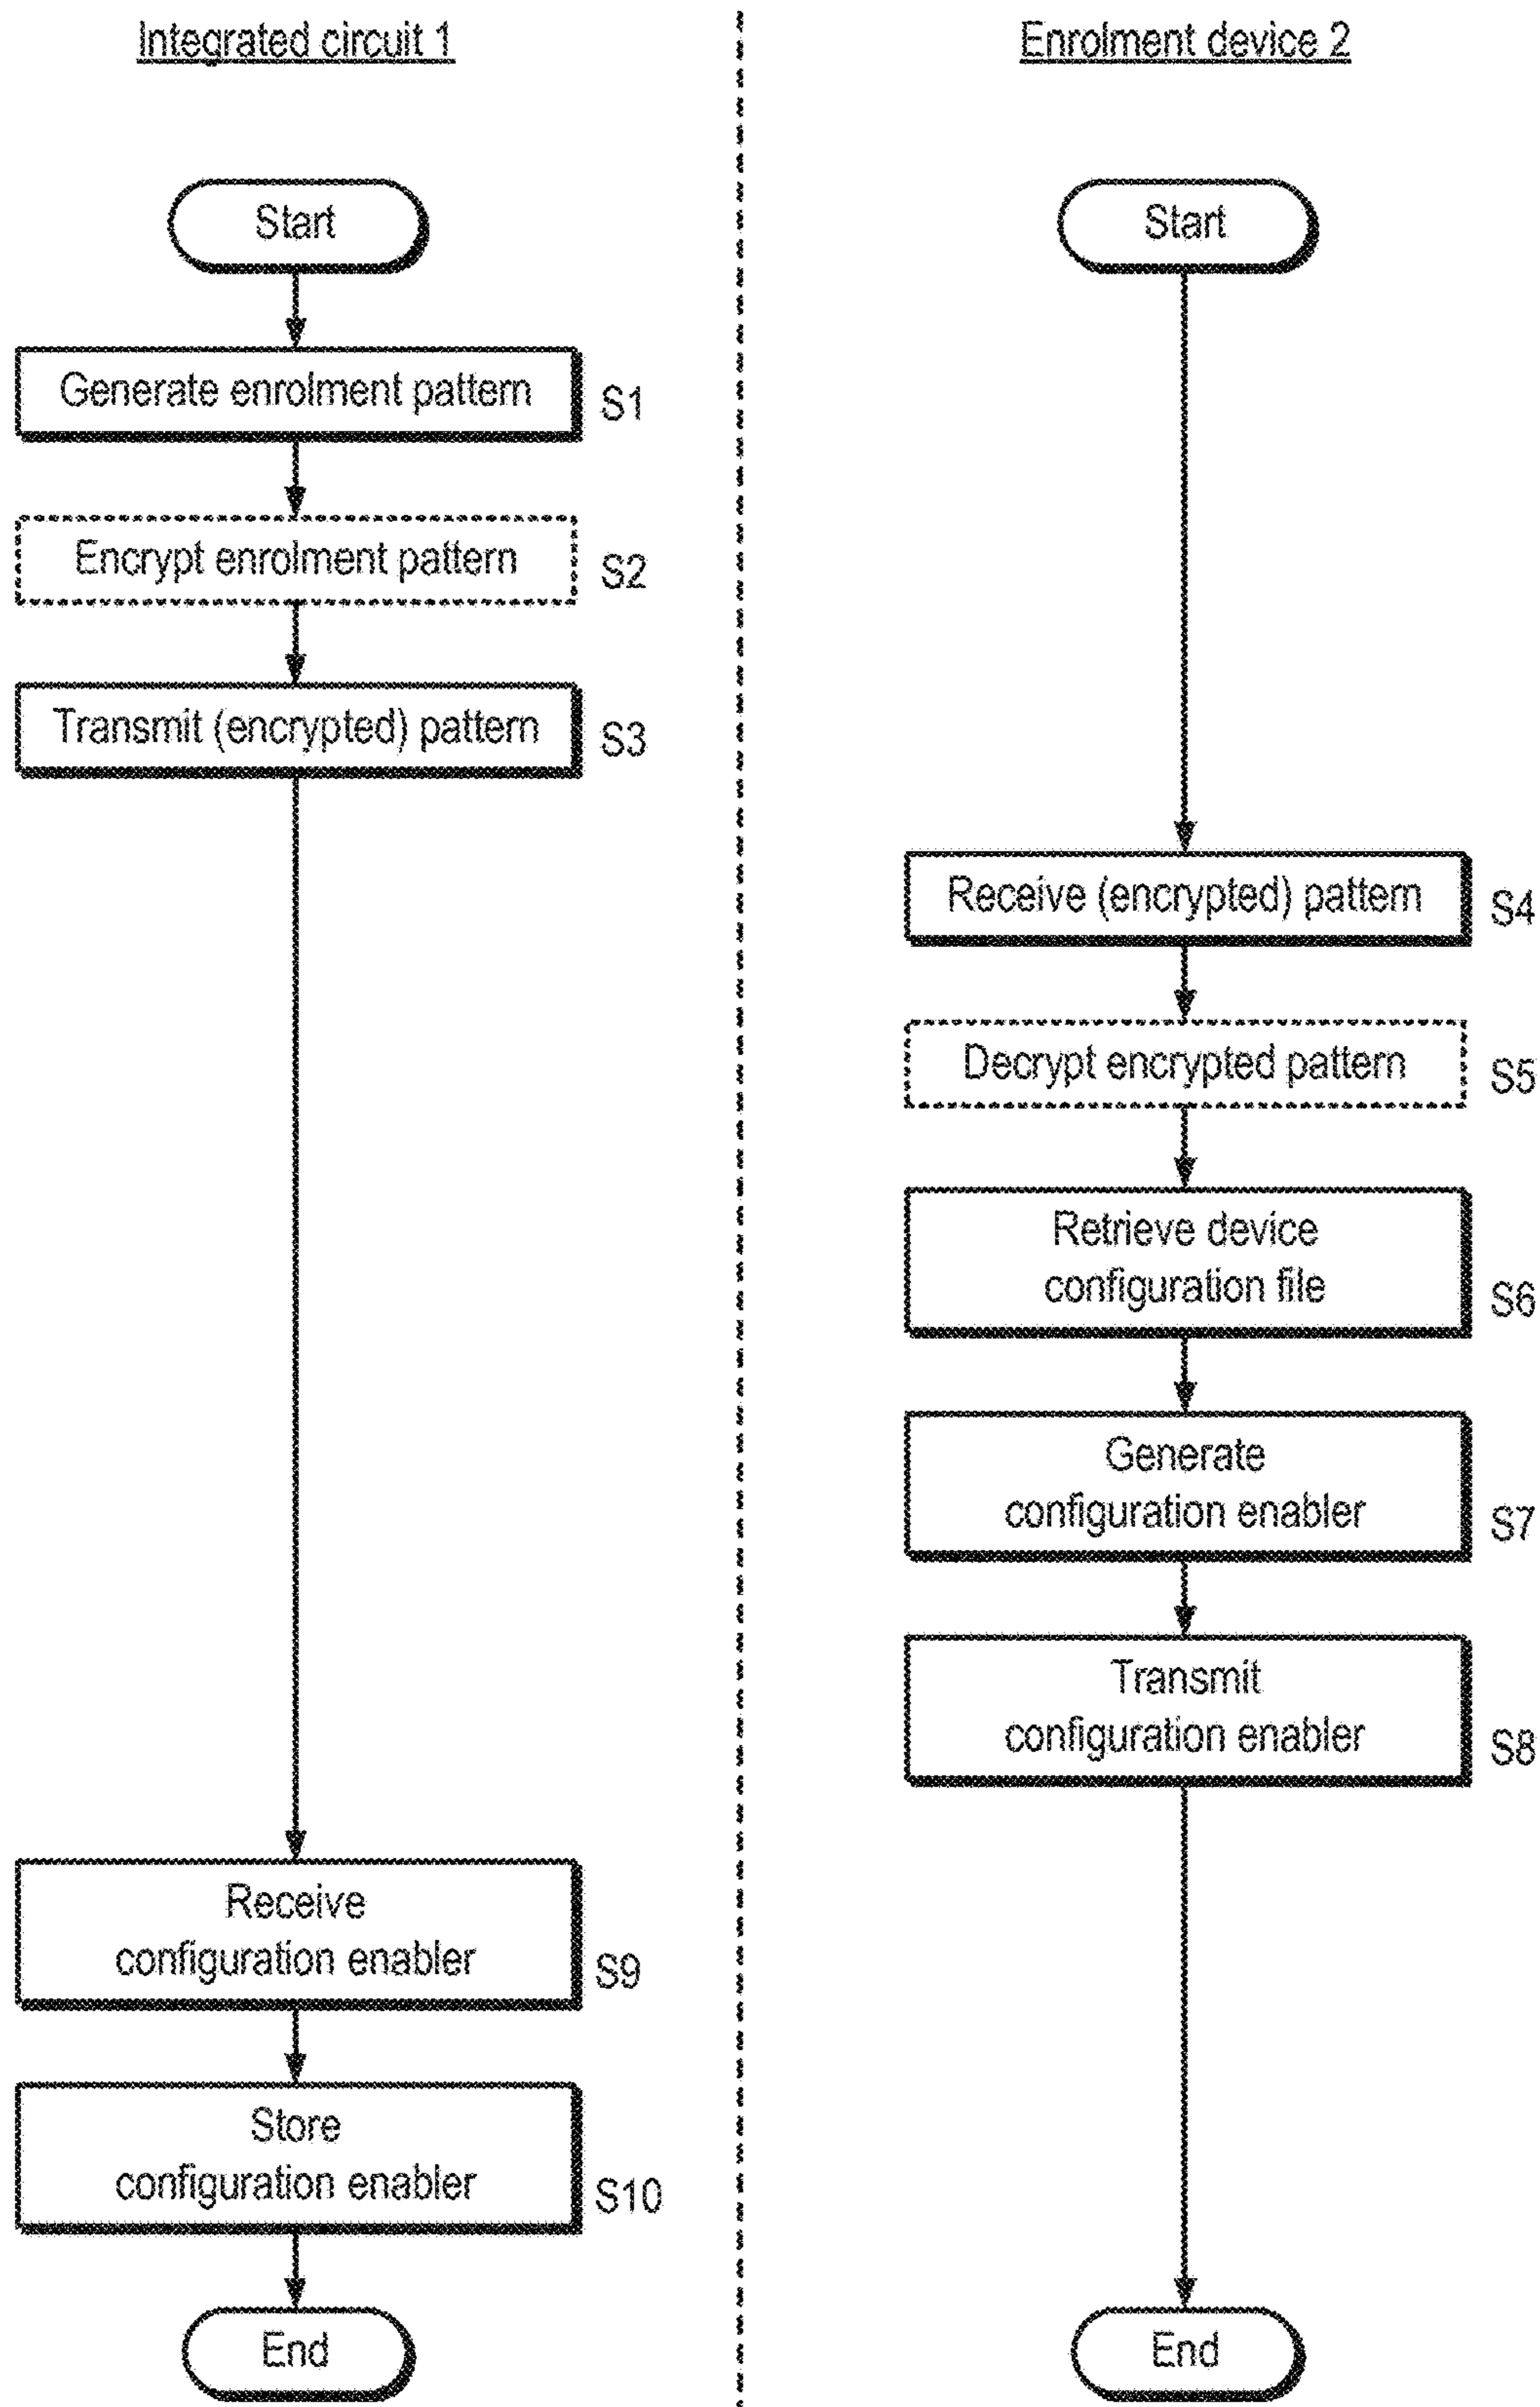 Integrated circuit 1
Start
Generate enrolment pattern
S1
Encrypt enrolment pattern
S2
Transmit (encrypted) pattern
S3
Receive
configuration enabler
S9
Store
configuration enabler
S10
End
Enrolment device 2
Start
Receive (encrypted) pattern
S4
Decrypt encrypted pattern
S5
Retrieve device
configuration file
S6
Generate
configuration enabler
S7
Transmit
configuration enabler
S8
End